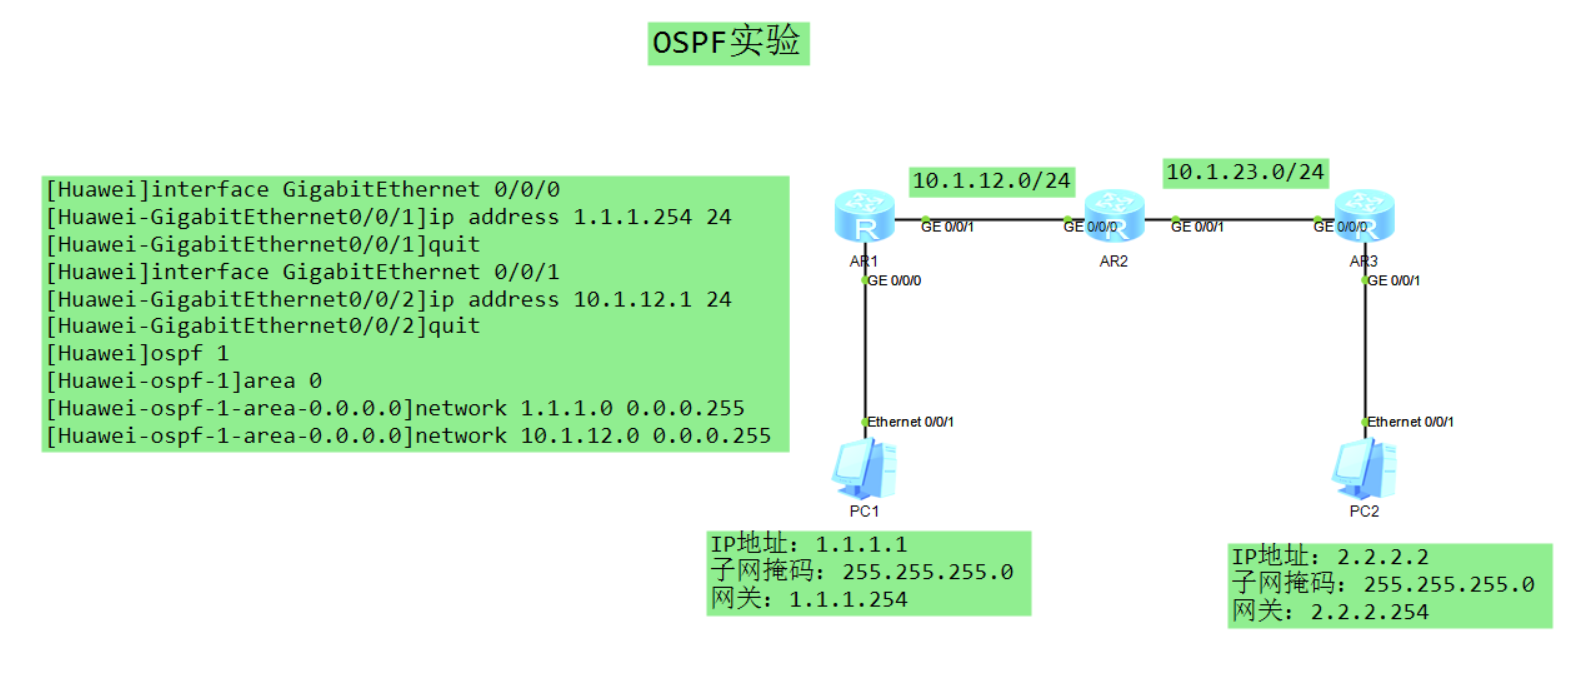 OSPF实验
[Huawei]interface GigabitEthernet 0/0/0
[Huawei-GigabitEthernet0/0/1]ip address 1.1.1.254 24
[Huawei-GigabitEthernet0/0/1]quit
[Huawei]interface GigabitEthernet 0/0/1
[Huawei-GigabitEthernet0/0/2]ip address 10.1.12.1 24
[Huawei-GigabitEthernet0/0/2]quit
[Huawei]ospf 1
[Huawei-ospf-1]area 0
[Huawei-ospf-1-area-0.0.0.0]network 1.1.1.0 0.0.0.255
[Huawei-ospf-1-area-0.0.0.0]network 10.1.12.0 0.0.0.255
10.1.12.0/24
10.1.23.0/24
R
GE 0/0/1
GE 0/0/0
R
GE 0/0/1
GE 0/0/0
R
AR1
AR2
AR3
GE 0/0/0
GE 0/0/1
Ethernet 0/0/1
Ethernet 0/0/1
PC1
PC2
IP地址：1.1.1.1
子网掩码：255.255.255.0
网关：1.1.1.254
IP地址：2.2.2.2
子网掩码：255.255.255.0
网关：2.2.2.254